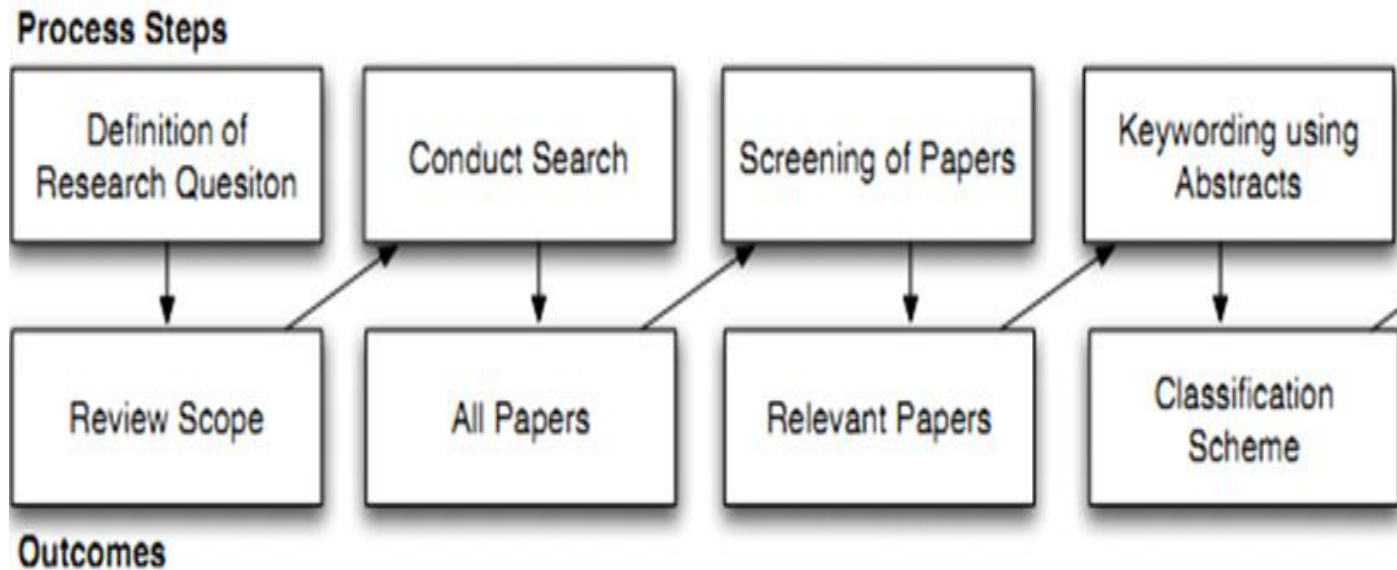 Process Steps
Definition of
Research Quesiton
Conduct Search
Screening of Papers
Keywording using
Abstracts
Review Scope
All Papers
Relevant Papers
Classification
Scheme
Outcomes